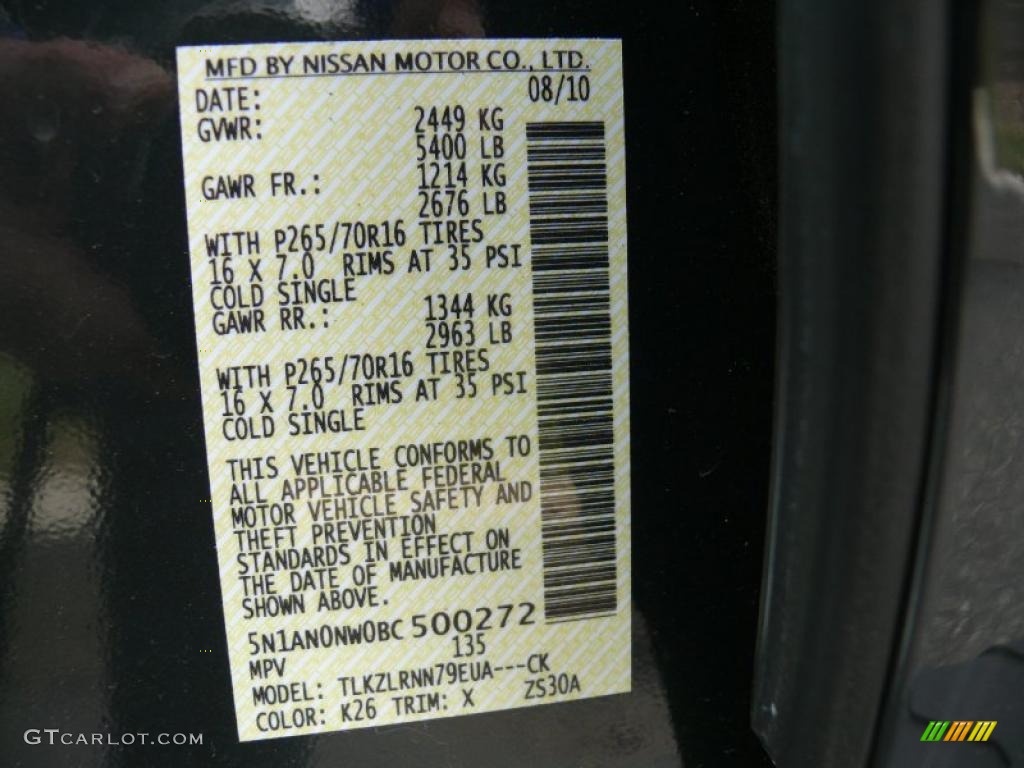 MFD BY NISSAN MOTOR CO., LTD.
DATE: 08/10
GVWR: 2449 KG
5400 LB
GAWR FR.: 1214 KG
2676 LB
WITH P265/70R16 TIRES
16 X 7.0 RIMS AT 35 PSI
COLD SINGLE
GAWR RR.: 1344 KG
2963 LB
WITH P265/70R16 TIRES
16 X 7.0 RIMS AT 35 PSI
COLD SINGLE
THIS VEHICLE CONFORMS TO
ALL APPLICABLE FEDERAL
MOTOR VEHICLE SAFETY AND
THEFT PREVENTION
STANDARDS IN EFFECT ON
THE DATE OF MANUFACTURE
SHOWN ABOVE.
5N1AN0NW0BC 500272
MPV 135
MODEL: TLKZLRNN79EUA---CK
COLOR: K26 TRIM: X ZS30A
GTCARLOT.COM